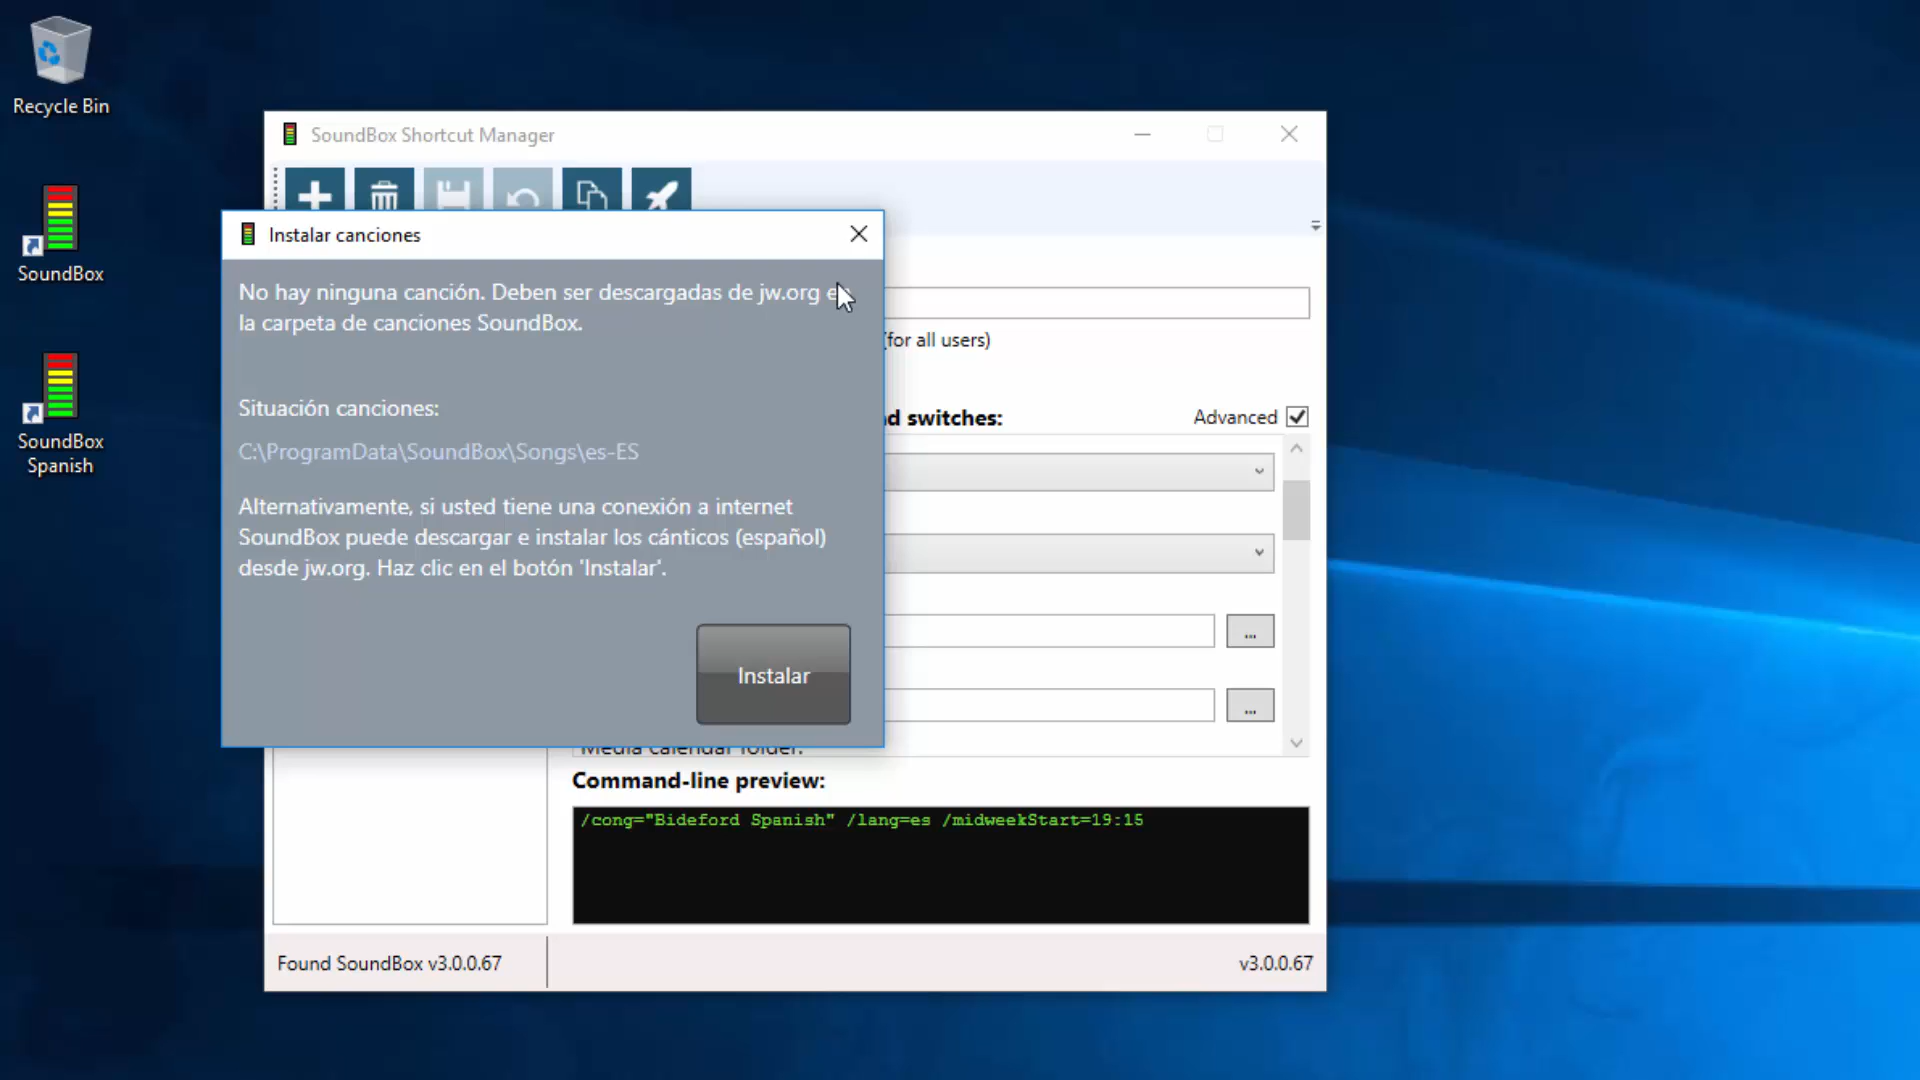 Recycle Bin
SoundBox
SoundBox
Spanish
SoundBox Shortcut Manager
Instalar canciones
No hay ninguna canción. Deben ser descargadas de jw.org
la carpeta de canciones SoundBox.
Situación canciones:
C:\ProgramData\SoundBox\Songs\es-ES
Alternativamente, si usted tiene una conexión a internet
SoundBox puede descargar e instalar los cánticos (español)
desde jw.org. Haz clic en el botón 'Instalar'.
Instalar
(for all users)
switches:
Advanced
...
...
Media calendar folder:
Command-line preview:
/cong="Bideford Spanish" /lang=es /midweekStart=19:15
Found SoundBox v3.0.0.67
v3.0.0.67